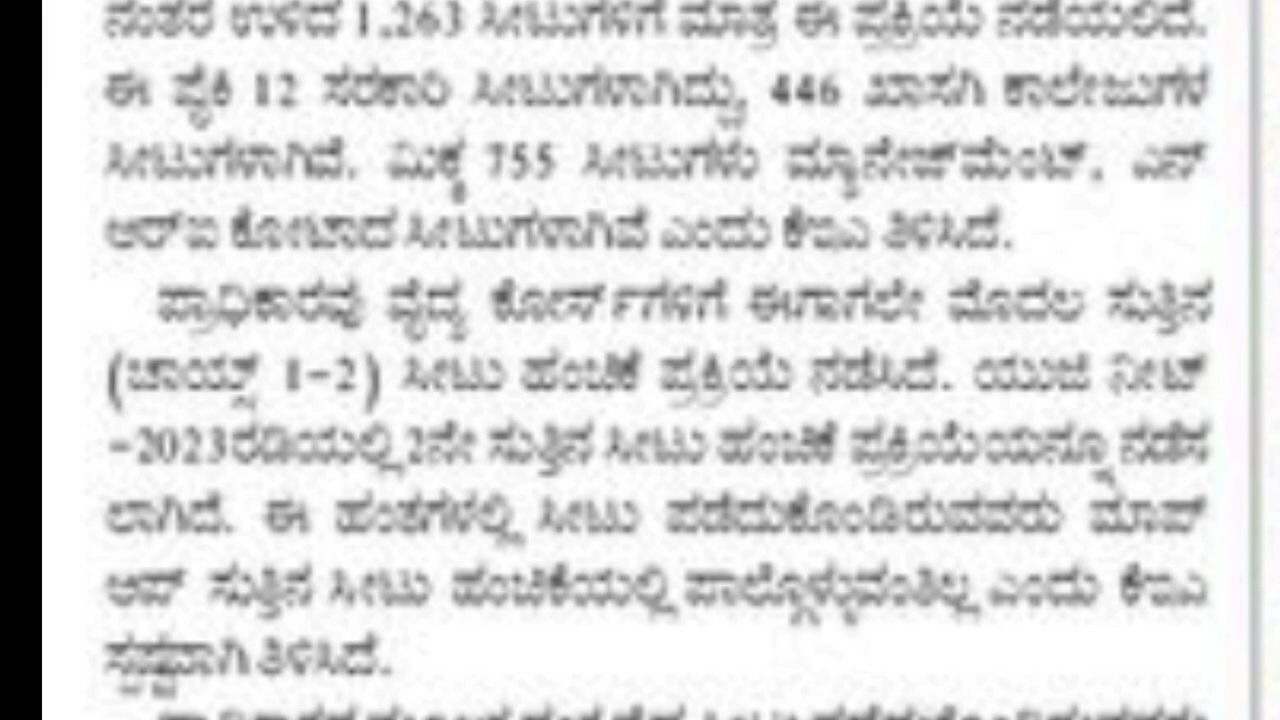 ನಂತರ ಉಳಿದ 1,263 ಸೀಟುಗಳಿಗೆ ಮಾತ್ರ ಈ ಪ್ರಕ್ರಿಯೆ ನಡೆಯಲಿದೆ.
ಈ ಪೈಕಿ 12 ಸರಕಾರಿ ಸೀಟುಗಳಾಗಿದ್ದು, 446 ಖಾಸಗಿ ಕಾಲೇಜುಗಳ
ಸೀಟುಗಳಾಗಿವೆ. ಮಿಕ್ಕ 755 ಸೀಟುಗಳು ಮ್ಯಾನೇಜ್‌ಮೆಂಟ್, ಎನ್
ಆರ್‌ಐ ಕೋಟಾದ ಸೀಟುಗಳಾಗಿವೆ ಎಂದು ಕೆಇಎ ತಿಳಿಸಿದೆ.
ಪ್ರಾಧಿಕಾರವು ವೈದ್ಯ ಕೋರ್ಸ್‌ಗಳಿಗೆ ಈಗಾಗಲೇ ಮೊದಲ ಸುತ್ತಿನ
(ಚಾಯ್ಸ್ 1-2) ಸೀಟು ಹಂಚಿಕೆ ಪ್ರಕ್ರಿಯೆ ನಡೆಸಿದೆ. ಯುಜಿ ನೀಟ್
-2023ರಡಿಯಲ್ಲಿ 2ನೇ ಸುತ್ತಿನ ಸೀಟು ಹಂಚಿಕೆ ಪ್ರಕ್ರಿಯೆಯನ್ನೂ ನಡೆಸ
ಲಾಗಿದೆ. ಈ ಹಂತಗಳಲ್ಲಿ ಸೀಟು ಪಡೆದುಕೊಂಡಿರುವವರು ಮಾಪ್
ಆಪ್ ಸುತ್ತಿನ ಸೀಟು ಹಂಚಿಕೆಯಲ್ಲಿ ಪಾಲ್ಗೊಳ್ಳುವಂತಿಲ್ಲ ಎಂದು ಕೆಇಎ
ಸ್ಪಷ್ಟವಾಗಿ ತಿಳಿಸಿದೆ.